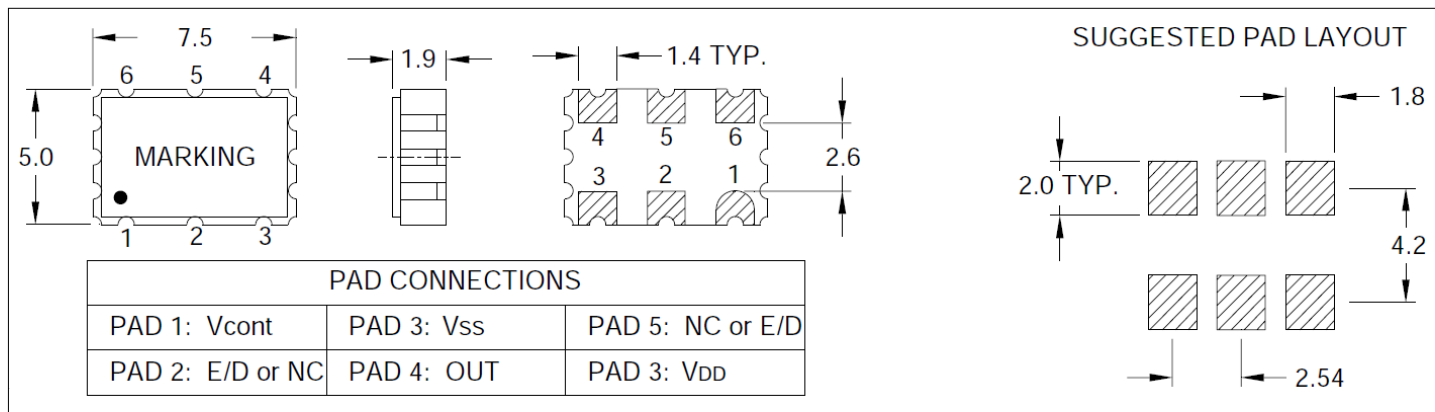 7.5
6 5 4
5.0
MARKING
1 2 3
1.9
1.4 TYP.
4 5 6
3 2 1
2.6
SUGGESTED PAD LAYOUT
1.8
2.0 TYP.
4.2
2.54
PAD CONNECTIONS
PAD 1: Vcont PAD 3: Vss PAD 5: NC or E/D
PAD 2: E/D or NC PAD 4: OUT PAD 3: VDD